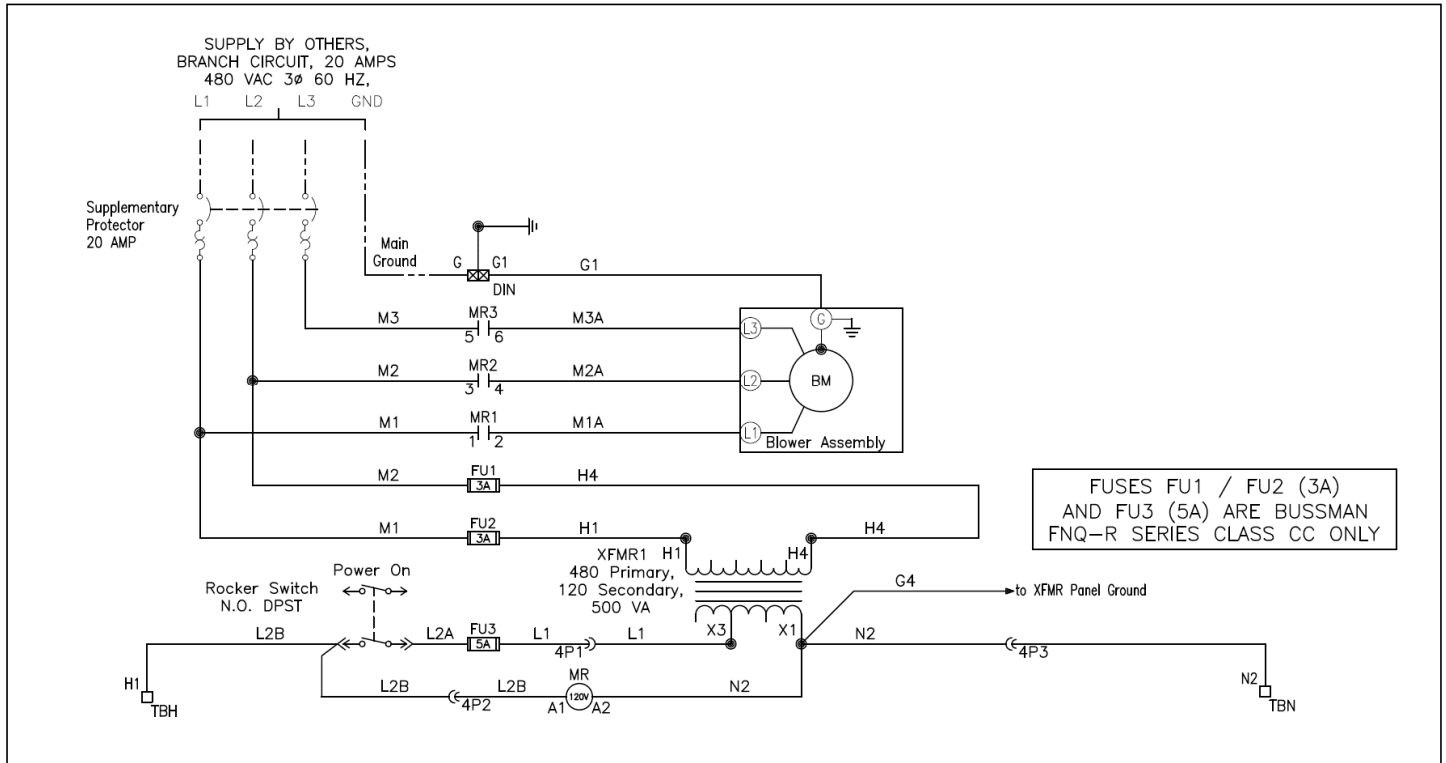 SUPPLY BY OTHERS,
BRANCH CIRCUIT, 20 AMPS
480 VAC 3ø 60 HZ,
L1 L2 L3 GND
Supplementary
Protector
20 AMP
Main
Ground
G G1 G1
DIN
M3 MR3 M3A
5 6
M2 MR2 M2A
3 4
M1 MR1 M1A
1 2
G
L3
L2
L1
BM
Blower Assembly
M2 FU1 H4
3A
M1 FU2 H1 H4
3A
XFMR1 H1 H4
480 Primary,
120 Secondary,
500 VA
X3 X1
FUSES FU1 / FU2 (3A)
AND FU3 (5A) ARE BUSSMAN
FNQ-R SERIES CLASS CC ONLY
G4
to XFMR Panel Ground
Power On
Rocker Switch
N.O. DPST
L2B L2A FU3 L1 L1 N2
5A
4P1 4P3
H1
TBH
L2B L2B MR N2
4P2 A1 120V A2
N2
TBN